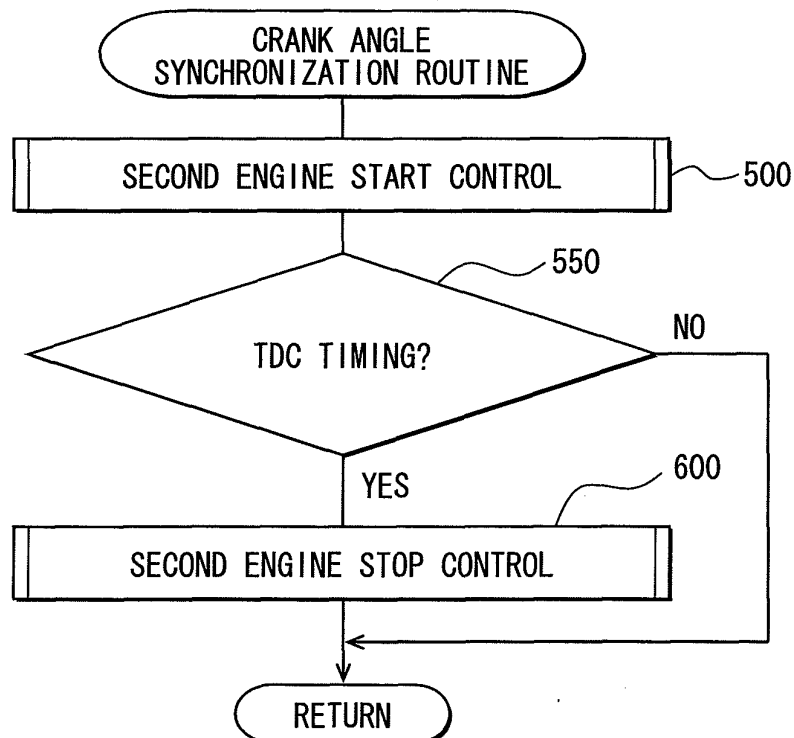 CRANK ANGLE
SYNCHRONIZATION ROUTINE
SECOND ENGINE START CONTROL
500
550
TDC TIMING?
NO
YES
600
SECOND ENGINE STOP CONTROL
RETURN